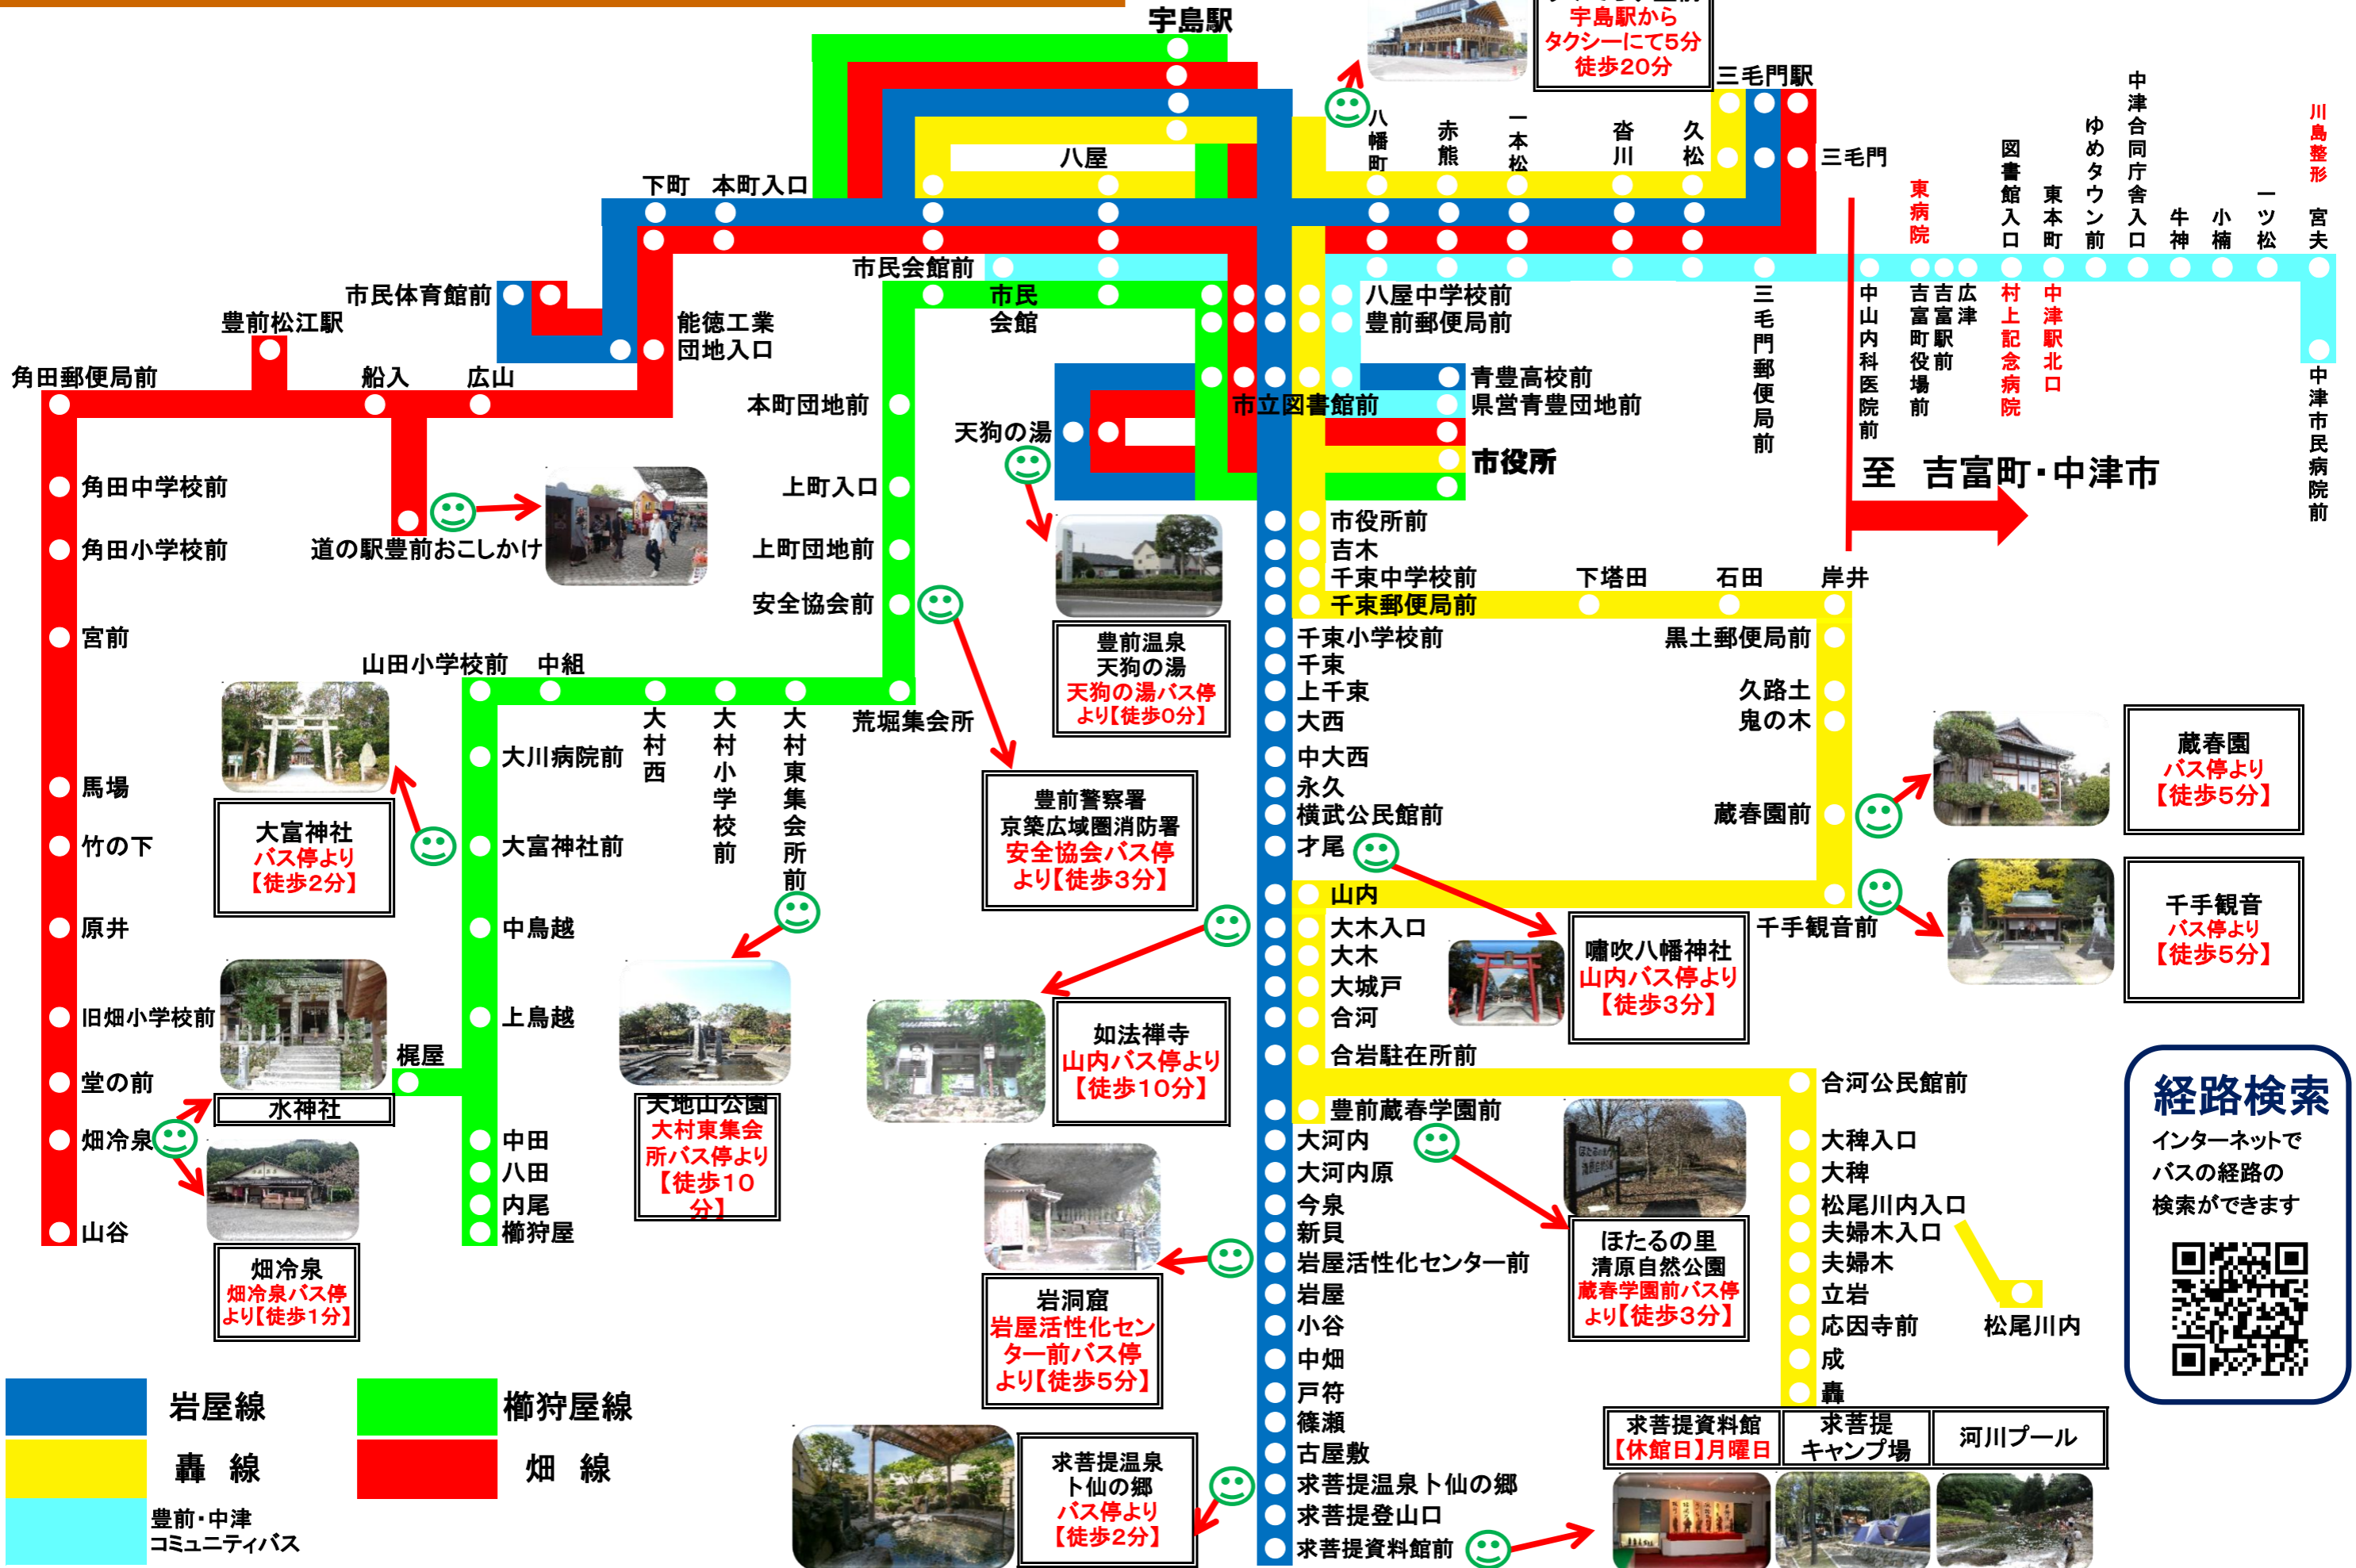 宇島駅
宇島駅から
タクシーにて5分
徒歩20分
三毛門駅
八幡町
赤熊
一本松
沓川
久松
三毛門
八屋
下町
本町入口
市民会館前
市民
会館
市民体育館前
能徳工業
団地入口
豊前松江駅
角田郵便局前
船入
広山
八屋中学校前
豊前郵便局前
青豊高校前
市立図書館前
県営青豊団地前
市役所
天狗の湯
三毛門郵便局前
中山内科医院前
東病院
吉富町役場前
吉富駅前
広津
図書館入口
村上記念病院
東本町
中津駅北口
ゆめタウン前
中津合同庁舎入口
牛神
小楠
一ツ松
川島整形
宮夫
中津市民病院前
至 吉富町・中津市
角田中学校前
角田小学校前
道の駅豊前おこしかけ
宮前
馬場
竹の下
原井
旧畑小学校前
堂の前
畑冷泉
山谷
本町団地前
上町入口
上町団地前
安全協会前
荒堀集会所
山田小学校前
中組
大村西
大村小学校前
大村東集会所前
大川病院前
大富神社前
中鳥越
上鳥越
梶屋
中田
八田
内尾
櫛狩屋
大富神社
バス停より
【徒歩2分】
水神社
畑冷泉
畑冷泉バス停
より【徒歩1分】
天地山公園
大村東集会
所バス停より
【徒歩10
分】
豊前温泉
天狗の湯
天狗の湯バス停
より【徒歩0分】
豊前警察署
京築広域圏消防署
安全協会バス停
より【徒歩3分】
如法禅寺
山内バス停より
【徒歩10分】
岩洞窟
岩屋活性化セン
ター前バス停
より【徒歩5分】
求菩提温泉
卜仙の郷
バス停より
【徒歩2分】
市役所前
吉木
千束中学校前
千束郵便局前
千束小学校前
千束
上千束
大西
中大西
永久
横武公民館前
才尾
山内
大木入口
大木
大城戸
合河
合岩駐在所前
豊前蔵春学園前
大河内
大河内原
今泉
新貝
岩屋活性化センター前
岩屋
小谷
中畑
戸符
篠瀬
古屋敷
求菩提温泉卜仙の郷
求菩提登山口
求菩提資料館前
下塔田
石田
岸井
黒土郵便局前
久路土
鬼の木
蔵春園前
千手観音前
蔵春園
バス停より
【徒歩5分】
千手観音
バス停より
【徒歩5分】
嘯吹八幡神社
山内バス停より
【徒歩3分】
ほたるの里
清原自然公園
蔵春学園前バス停
より【徒歩3分】
合河公民館前
大稗入口
大稗
松尾川内入口
夫婦木入口
夫婦木
立岩
応因寺前
成
轟
松尾川内
求菩提資料館
【休館日】月曜日
求菩提
キャンプ場
河川プール
経路検索
インターネットで
バスの経路の
検索ができます
岩屋線
櫛狩屋線
轟 線
畑 線
豊前・中津
コミュニティバス